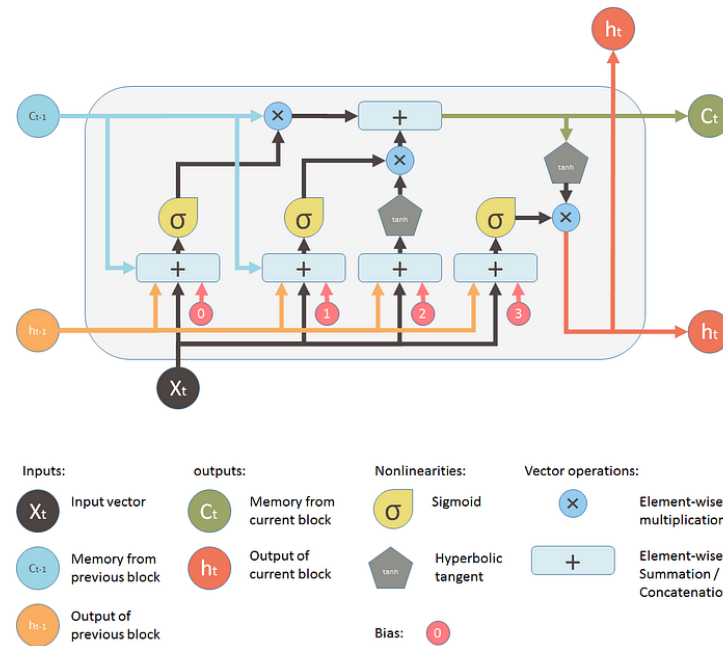 ht
Ct-1
×
+
Ct
tanh
×
σ
σ
tanh
σ
×
+
+
+
+
0
1
2
3
ht-1
ht
Xt
Inputs:
outputs:
Nonlinearities:
Vector operations:
Xt
Input vector
Ct
Memory from
current block
σ
Sigmoid
×
Element-wise
multiplication
Ct-1
Memory from
previous block
ht
Output of
current block
tanh
Hyperbolic
tangent
+
Element-wise
Summation /
Concatenatio
ht-1
Output of
previous block
Bias:
0